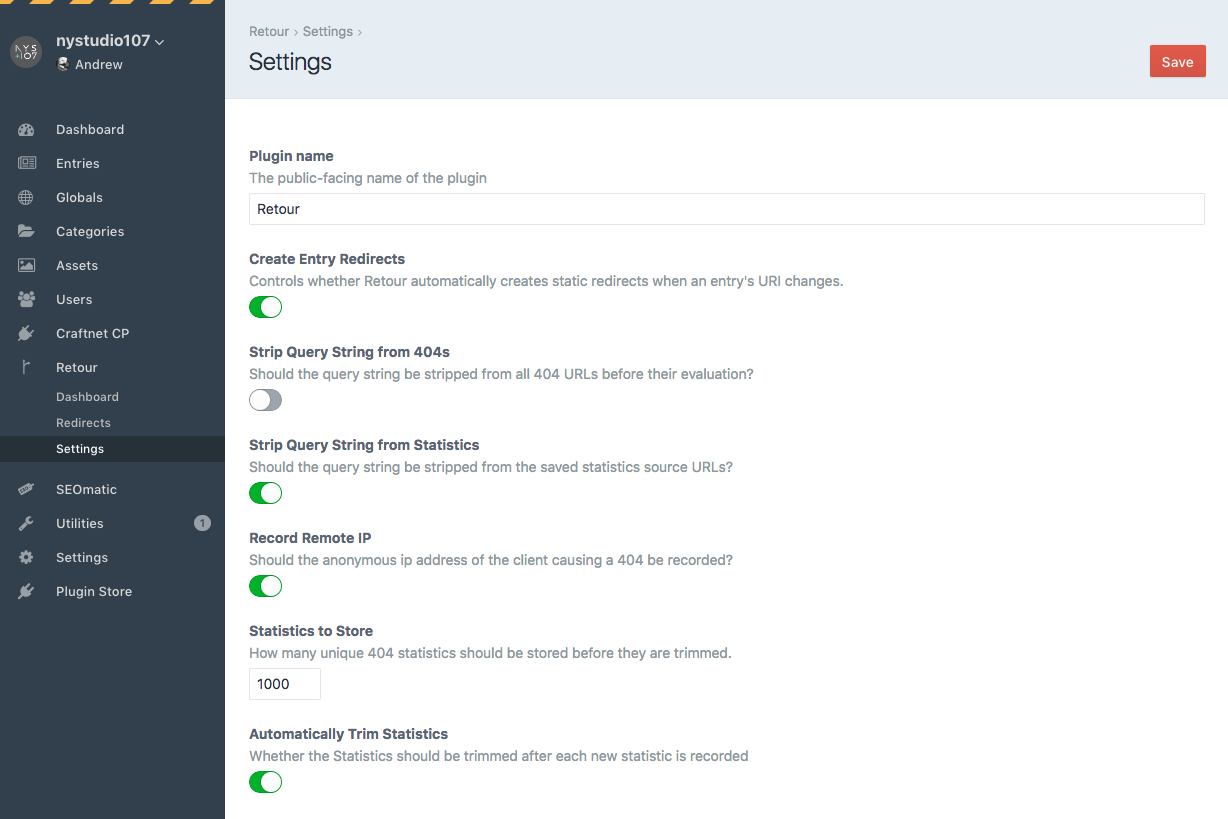 NYS
+107
nystudio107
Andrew
Dashboard
Entries
Globals
Categories
Assets
Users
Craftnet CP
Retour
Dashboard
Redirects
Settings
SEOmatic
Utilities
1
Settings
Plugin Store
Retour › Settings ›
Settings
Save
Plugin name
The public-facing name of the plugin
Retour
Create Entry Redirects
Controls whether Retour automatically creates static redirects when an entry's URI changes.
Strip Query String from 404s
Should the query string be stripped from all 404 URLs before their evaluation?
Strip Query String from Statistics
Should the query string be stripped from the saved statistics source URLs?
Record Remote IP
Should the anonymous ip address of the client causing a 404 be recorded?
Statistics to Store
How many unique 404 statistics should be stored before they are trimmed.
1000
Automatically Trim Statistics
Whether the Statistics should be trimmed after each new statistic is recorded